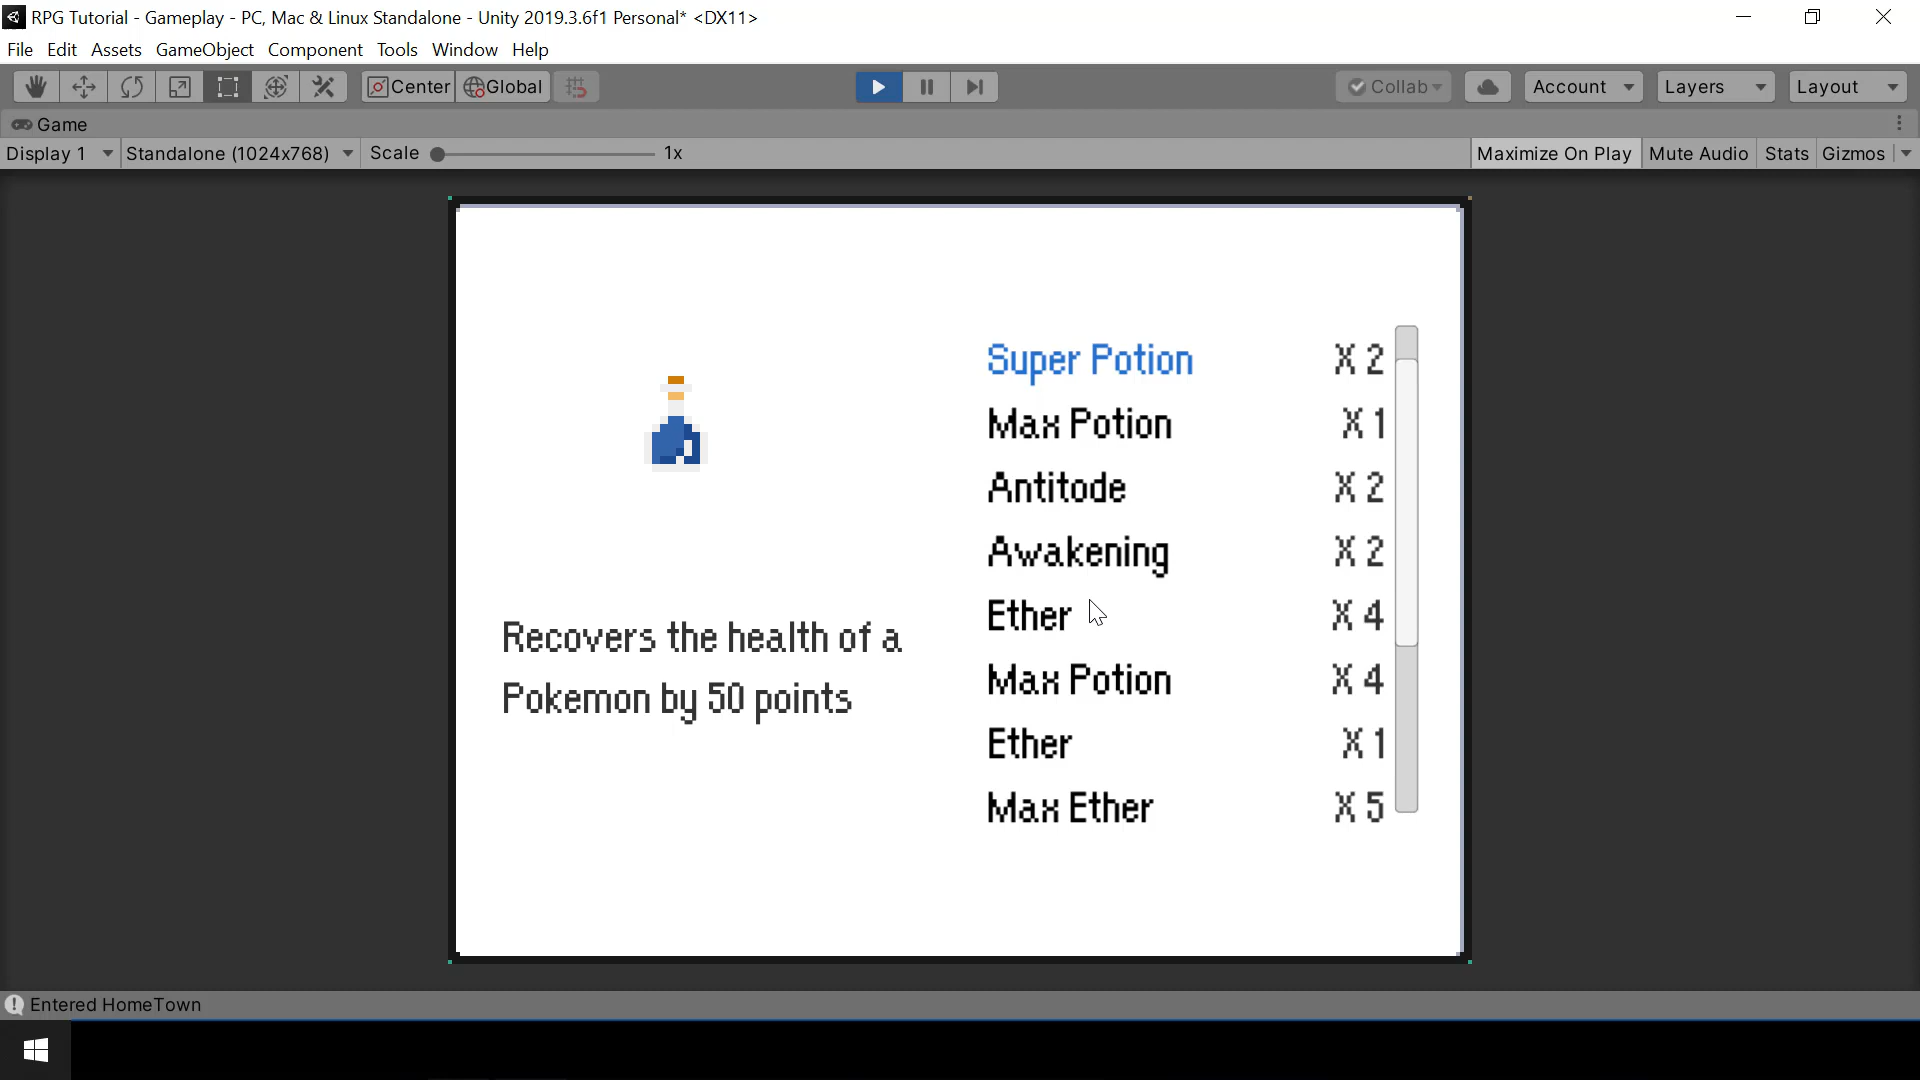 RPG Tutorial - Gameplay - PC, Mac & Linux Standalone - Unity 2019.3.6f1 Personal* <DX11>
File Edit Assets GameObject Component Tools Window Help
Center Global Collab Account Layers Layout
Game
Display 1 Standalone (1024x768) Scale 1x Maximize On Play Mute Audio Stats Gizmos
Super Potion X 2
Max Potion X 1
Antitode X 2
Awakening X 2
Ether X 4
Max Potion X 4
Ether X 1
Max Ether X 5
Recovers the health of a
Pokemon by 50 points
Entered HomeTown